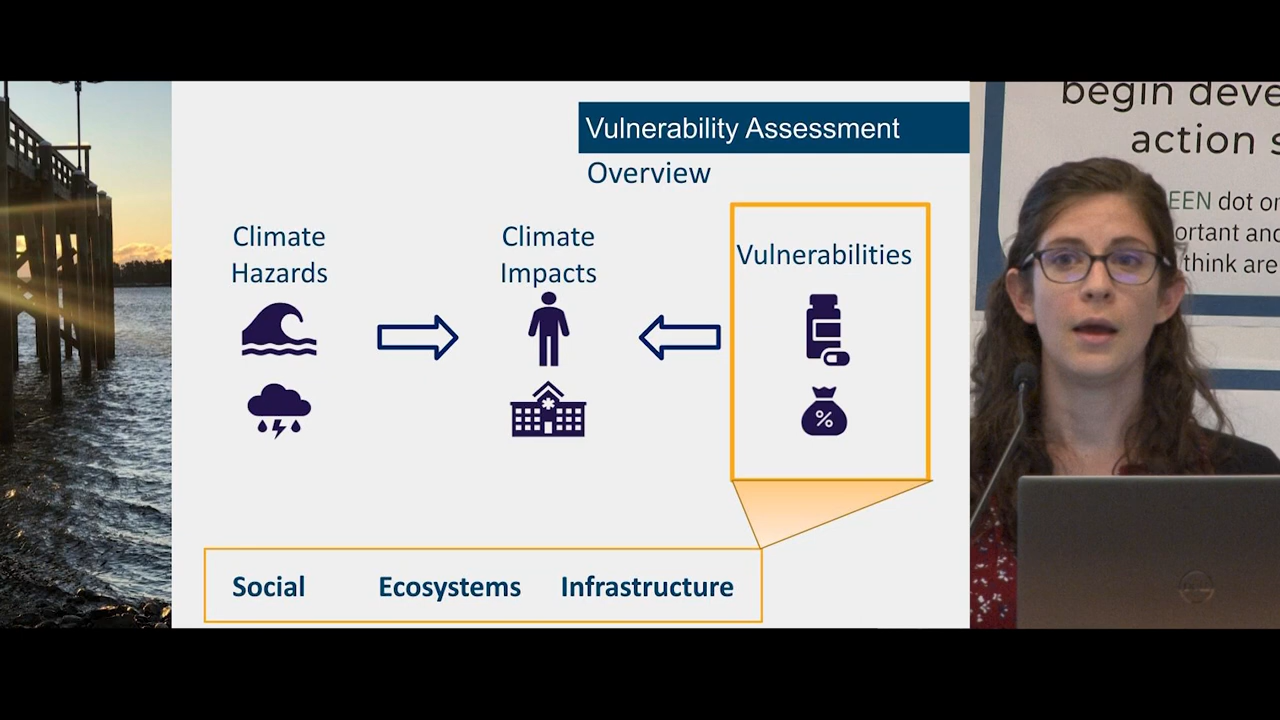 Vulnerability Assessment
Overview
Climate
Hazards
Climate
Impacts
Vulnerabilities
%
Social
Ecosystems
Infrastructure
begin deve
action s
EEN dot or
ortant and
think are